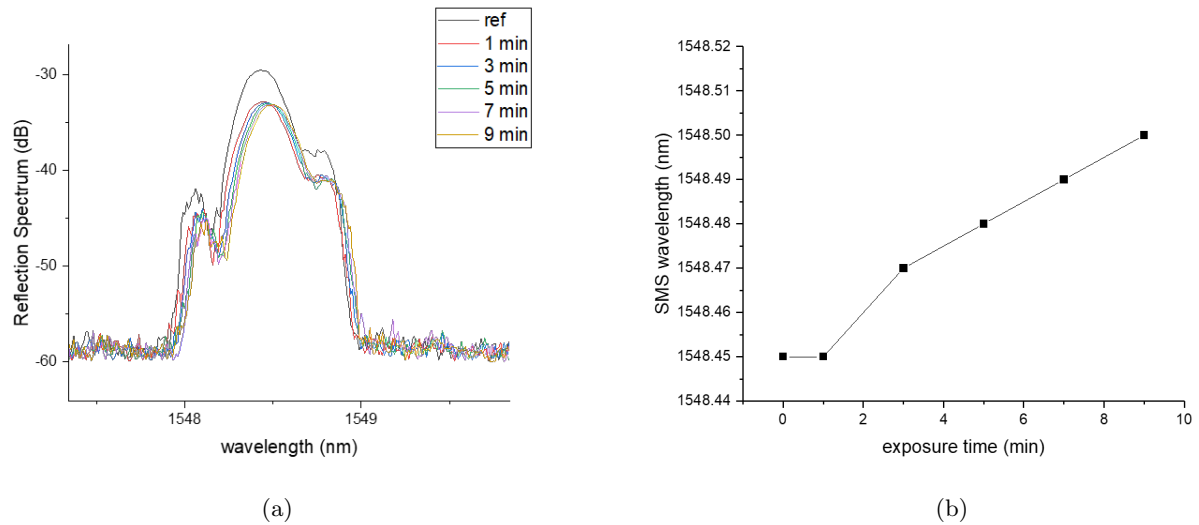 ref
1 min
3 min
5 min
7 min
9 min
-30
-40
-50
-60
Reflection Spectrum (dB)
1548
1549
wavelength (nm)
(a)
1548.52
1548.51
1548.50
1548.49
1548.48
1548.47
1548.46
1548.45
1548.44
SMS wavelength (nm)
0
2
4
6
8
10
exposure time (min)
(b)